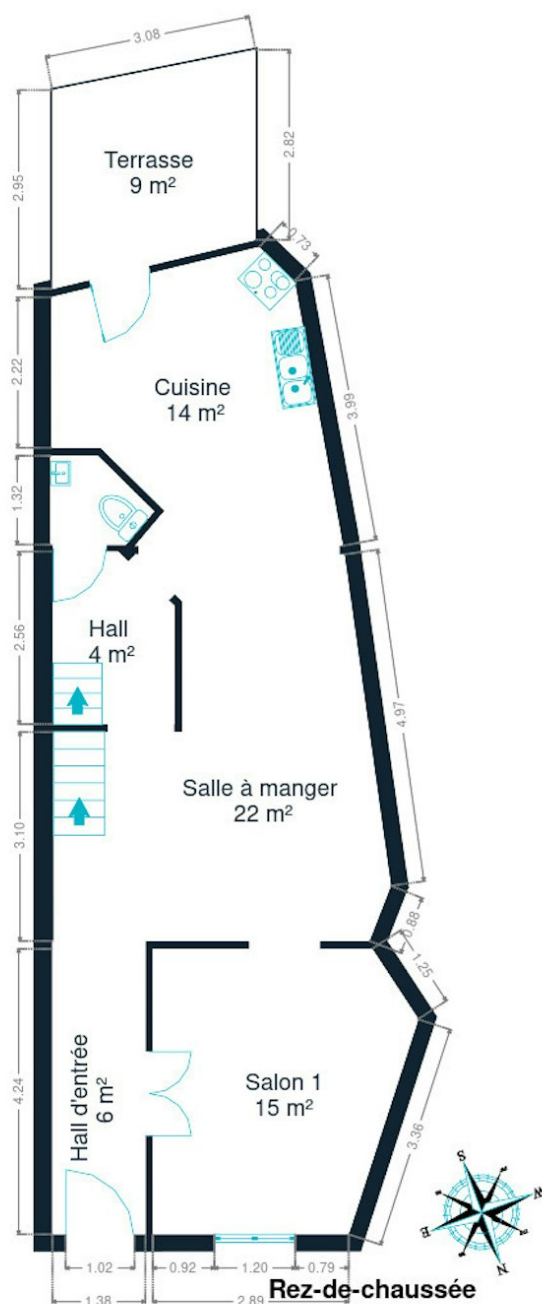 3.08
2.95
2.82
Terrasse
9 m²
0.73
2.22
Cuisine
14 m²
3.99
1.32
2.56
Hall
4 m²
4.97
3.10
Salle à manger
22 m²
0.88
1.25
4.24
Hall d'entrée
6 m²
Salon 1
15 m²
3.36
S
W
E
N
1.02
0.92
1.20
0.79
1.38
2.89
Rez-de-chaussée